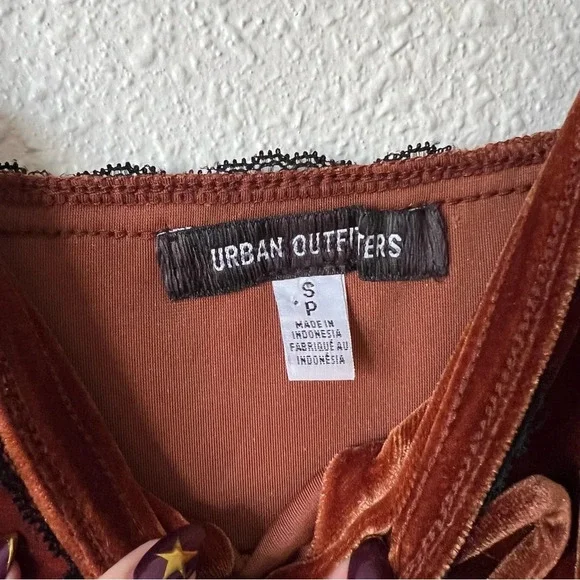 URBAN OUTFITTERS
S
P
MADE IN
INDONESIA
FABRIQUÉ AU
INDONÉSIA